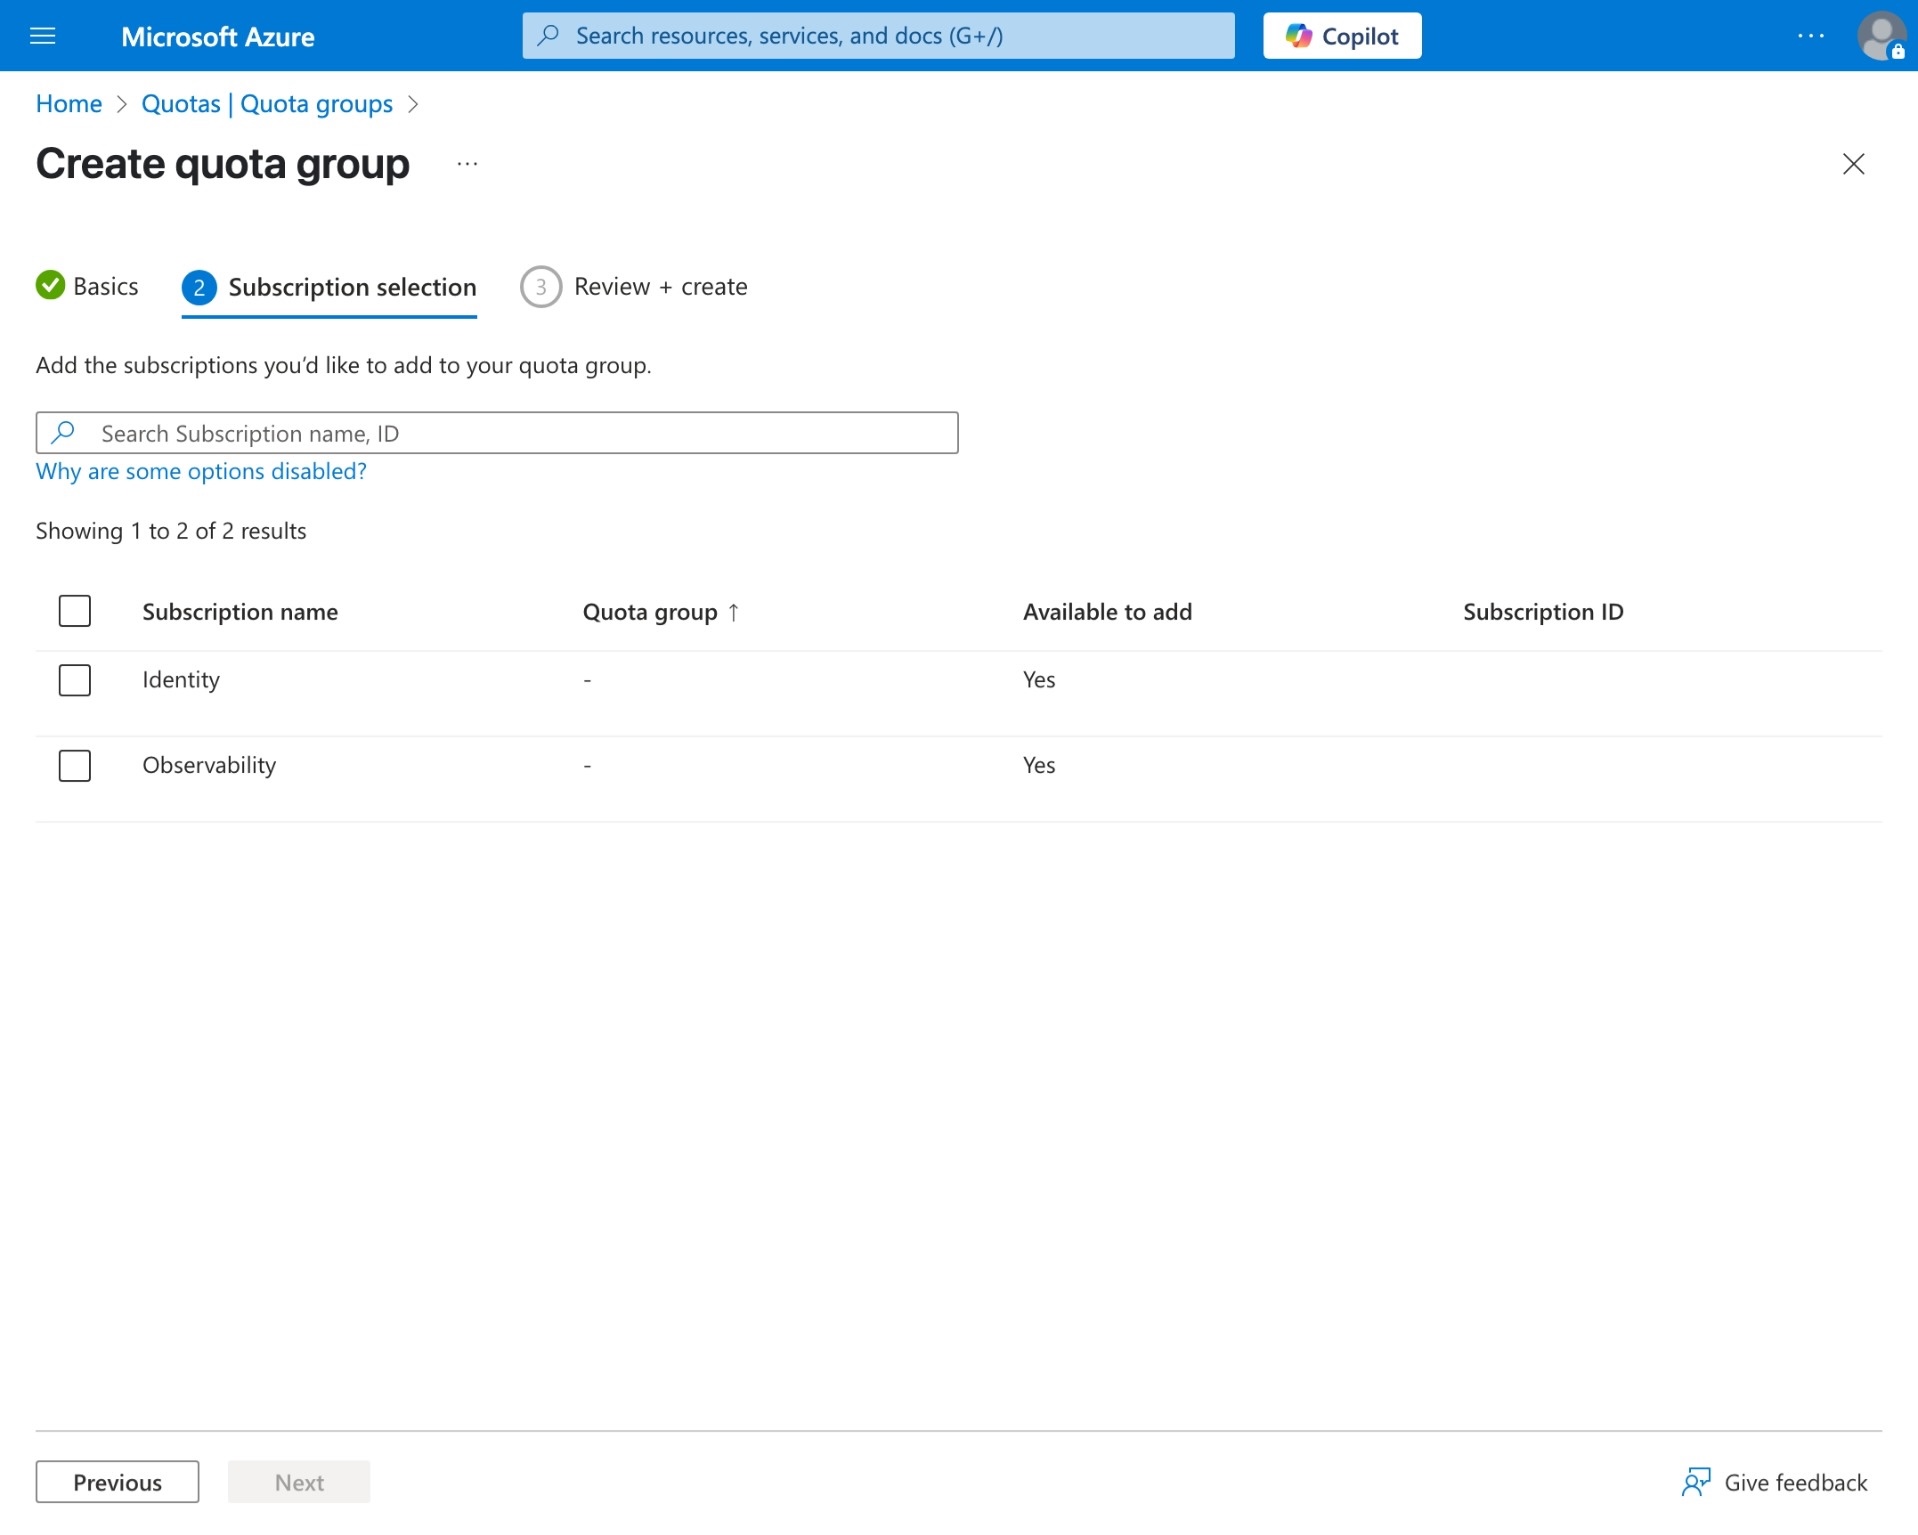 Microsoft Azure
Search resources, services, and docs (G+/)
Copilot
...
Home > Quotas | Quota groups >
Create quota group ...
Basics
2 Subscription selection
3 Review + create
Add the subscriptions you’d like to add to your quota group.
Search Subscription name, ID
Why are some options disabled?
Showing 1 to 2 of 2 results
Subscription name Quota group ↑ Available to add Subscription ID
Identity - Yes
Observability - Yes
Previous Next Give feedback